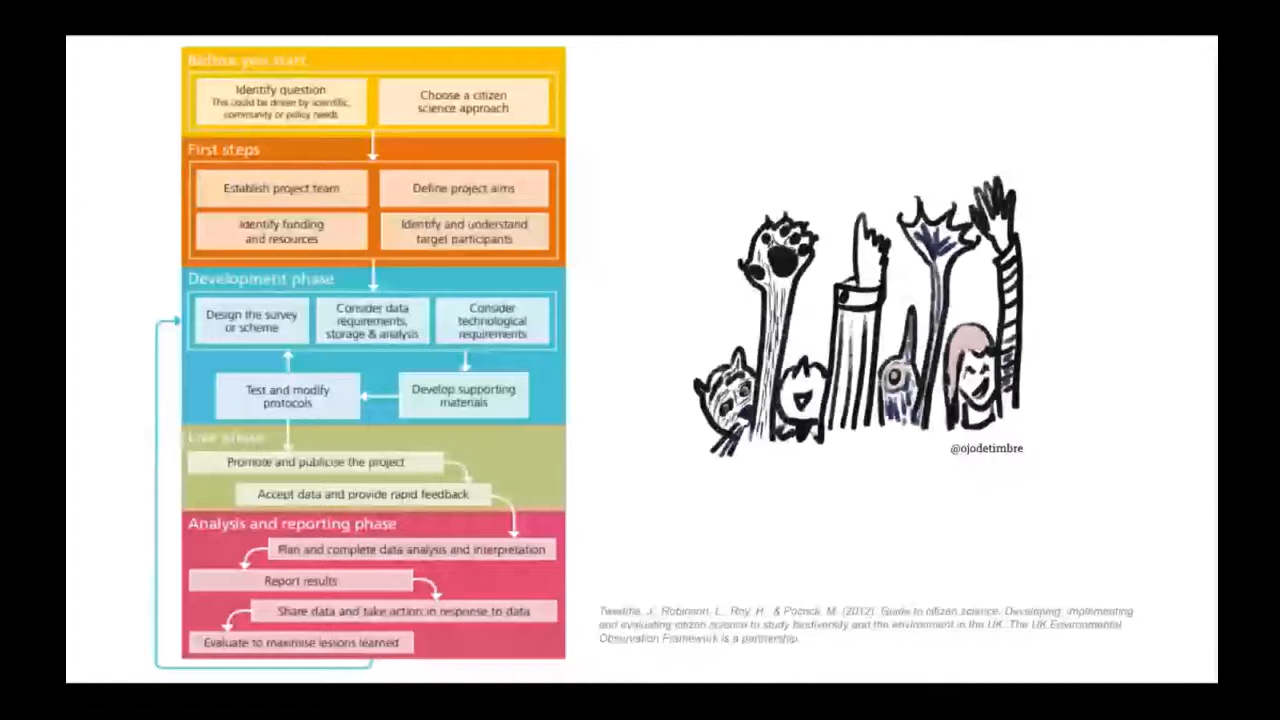 Before you start
Identify question
This could be driven by scientific,
community or policy needs
Choose a citizen
science approach
First steps
Establish project team
Define project aims
Identify funding
and resources
Identify and understand
target participants
Development phase
Design the survey
or scheme
Consider data
requirements,
storage & analysis
Consider
technological
requirements
Test and modify
protocols
Develop supporting
materials
Live phase
Promote and publicise the project
Accept data and provide rapid feedback
Analysis and reporting phase
Plan and complete data analysis and interpretation
Report results
Share data and take action in response to data
Evaluate to maximise lessons learned
@ojodetimbre
Tweddle, J., Robinson, L., Roy, H., & Pocock, M. (2012). Guide to citizen science: Developing, implementing
and evaluating citizen science to study biodiversity and the environment in the UK. The UK Environmental
Observation Framework is a partnership.